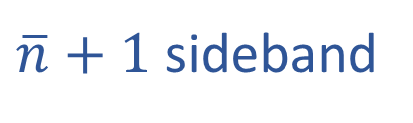 n̅ + 1 sideband